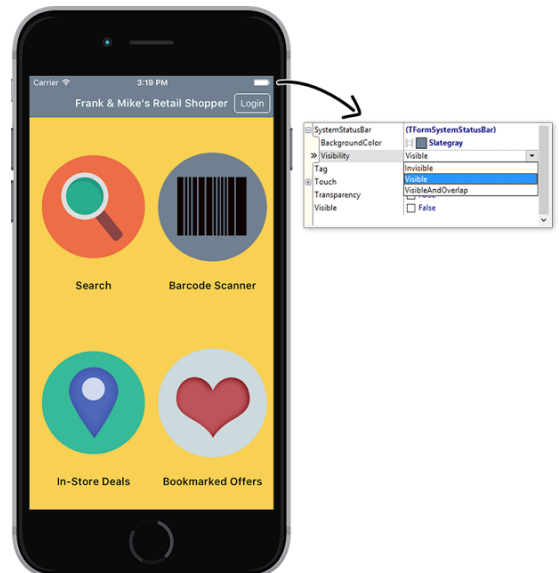 Carrier 3:19 PM
Frank & Mike's Retail Shopper Login
Search Barcode Scanner
In-Store Deals Bookmarked Offers
SystemStatusBar (TFormSystemStatusBar)
BackgroundColor Slategray
Visibility Visible
Tag Invisible
Touch Visible
Transparency VisibleAndOverlap
Visible False